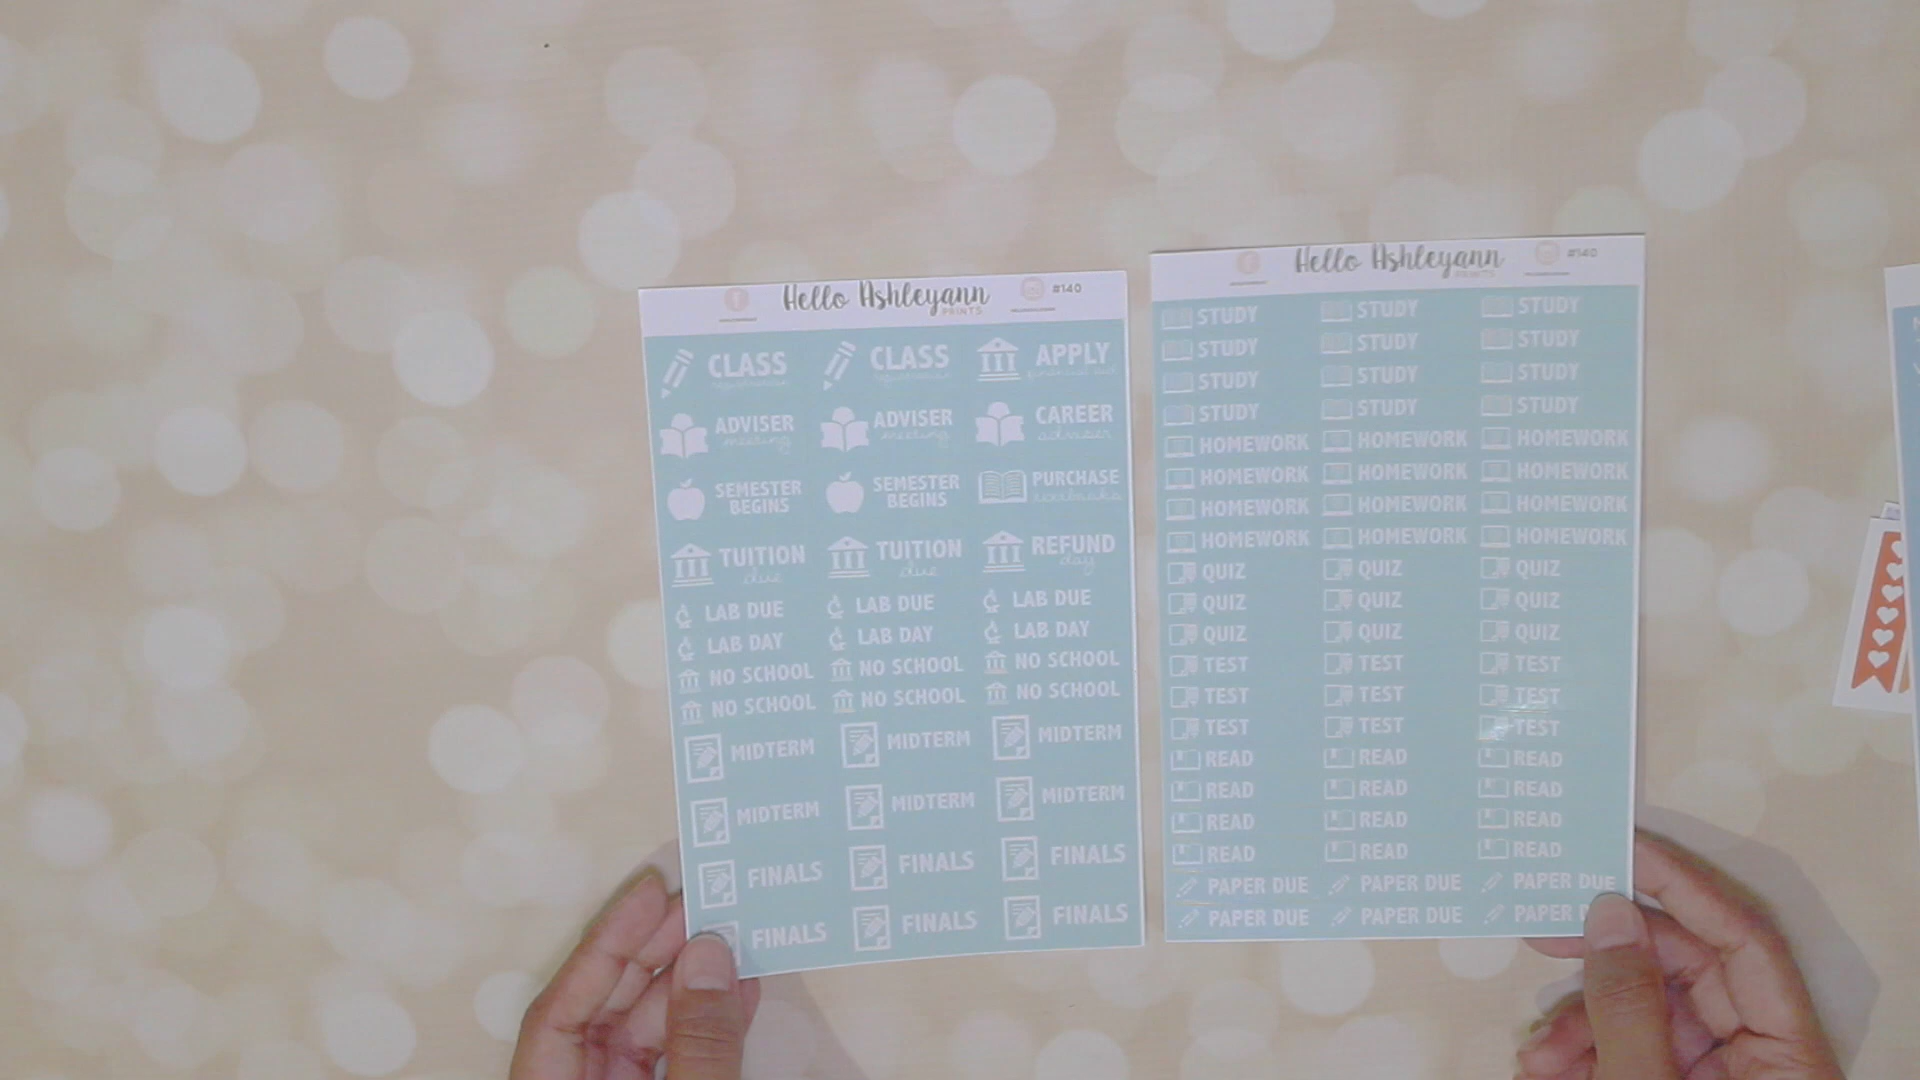 Hello Ashleyann
PRINTS
#140
CLASS CLASS APPLY
registration registration financial aid
ADVISER ADVISER CAREER
meeting meeting adviser
SEMESTER BEGINS SEMESTER BEGINS PURCHASE
TUITION TUITION REFUND
due due day
LAB DUE LAB DUE LAB DUE
LAB DAY LAB DAY LAB DAY
NO SCHOOL NO SCHOOL NO SCHOOL
NO SCHOOL NO SCHOOL NO SCHOOL
MIDTERM MIDTERM MIDTERM
MIDTERM MIDTERM MIDTERM
FINALS FINALS FINALS
FINALS FINALS FINALS
Hello Ashleyann
PRINTS
#140
STUDY STUDY STUDY
STUDY STUDY STUDY
STUDY STUDY STUDY
STUDY STUDY STUDY
HOMEWORK HOMEWORK HOMEWORK
HOMEWORK HOMEWORK HOMEWORK
HOMEWORK HOMEWORK HOMEWORK
HOMEWORK HOMEWORK HOMEWORK
QUIZ QUIZ QUIZ
QUIZ QUIZ QUIZ
QUIZ QUIZ QUIZ
TEST TEST TEST
TEST TEST TEST
TEST TEST TEST
READ READ READ
READ READ READ
READ READ READ
READ READ READ
PAPER DUE PAPER DUE PAPER DUE
PAPER DUE PAPER DUE PAPER